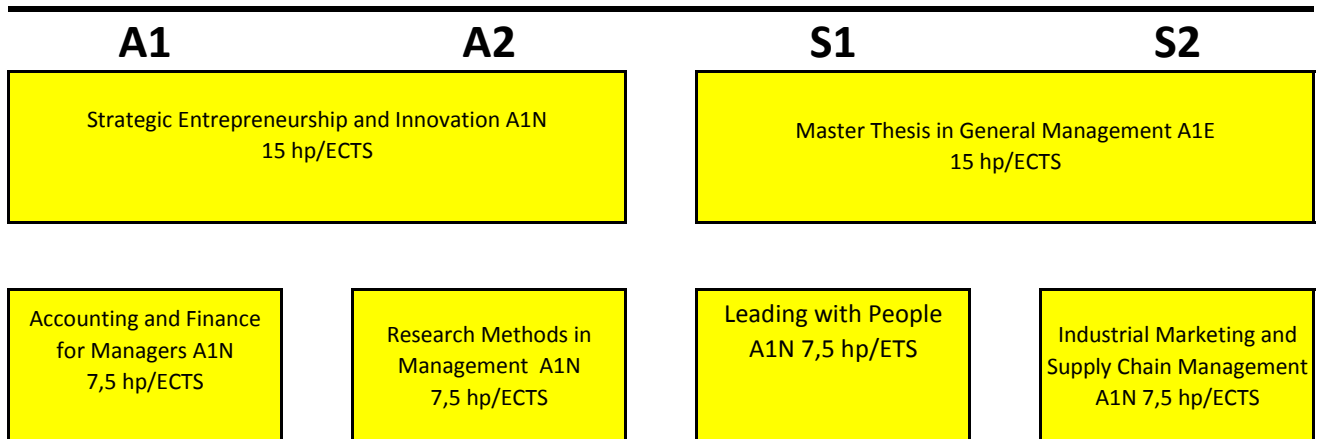 A1 A2 S1 S2
Strategic Entrepreneurship and Innovation A1N
15 hp/ECTS
Master Thesis in General Management A1E
15 hp/ECTS
Accounting and Finance
for Managers A1N
7,5 hp/ECTS
Research Methods in
Management A1N
7,5 hp/ECTS
Leading with People
A1N 7,5 hp/ETS
Industrial Marketing and
Supply Chain Management
A1N 7,5 hp/ECTS